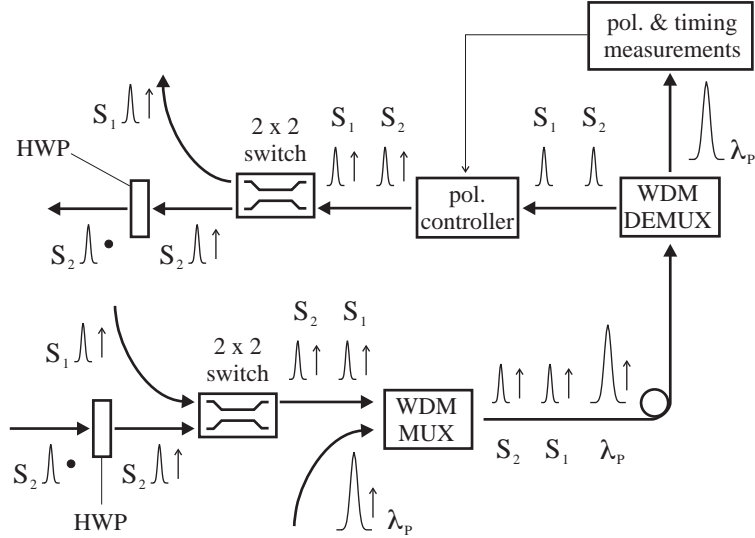 pol. & timing
measurements
S₁
HWP
2 x 2
switch
S₁ S₂
S₁ S₂
λP
pol.
controller
WDM
DEMUX
S₂
S₂
S₁
2 x 2
switch
S₂ S₁
WDM
MUX
S₂
S₂
HWP
λP
S₂ S₁ λP